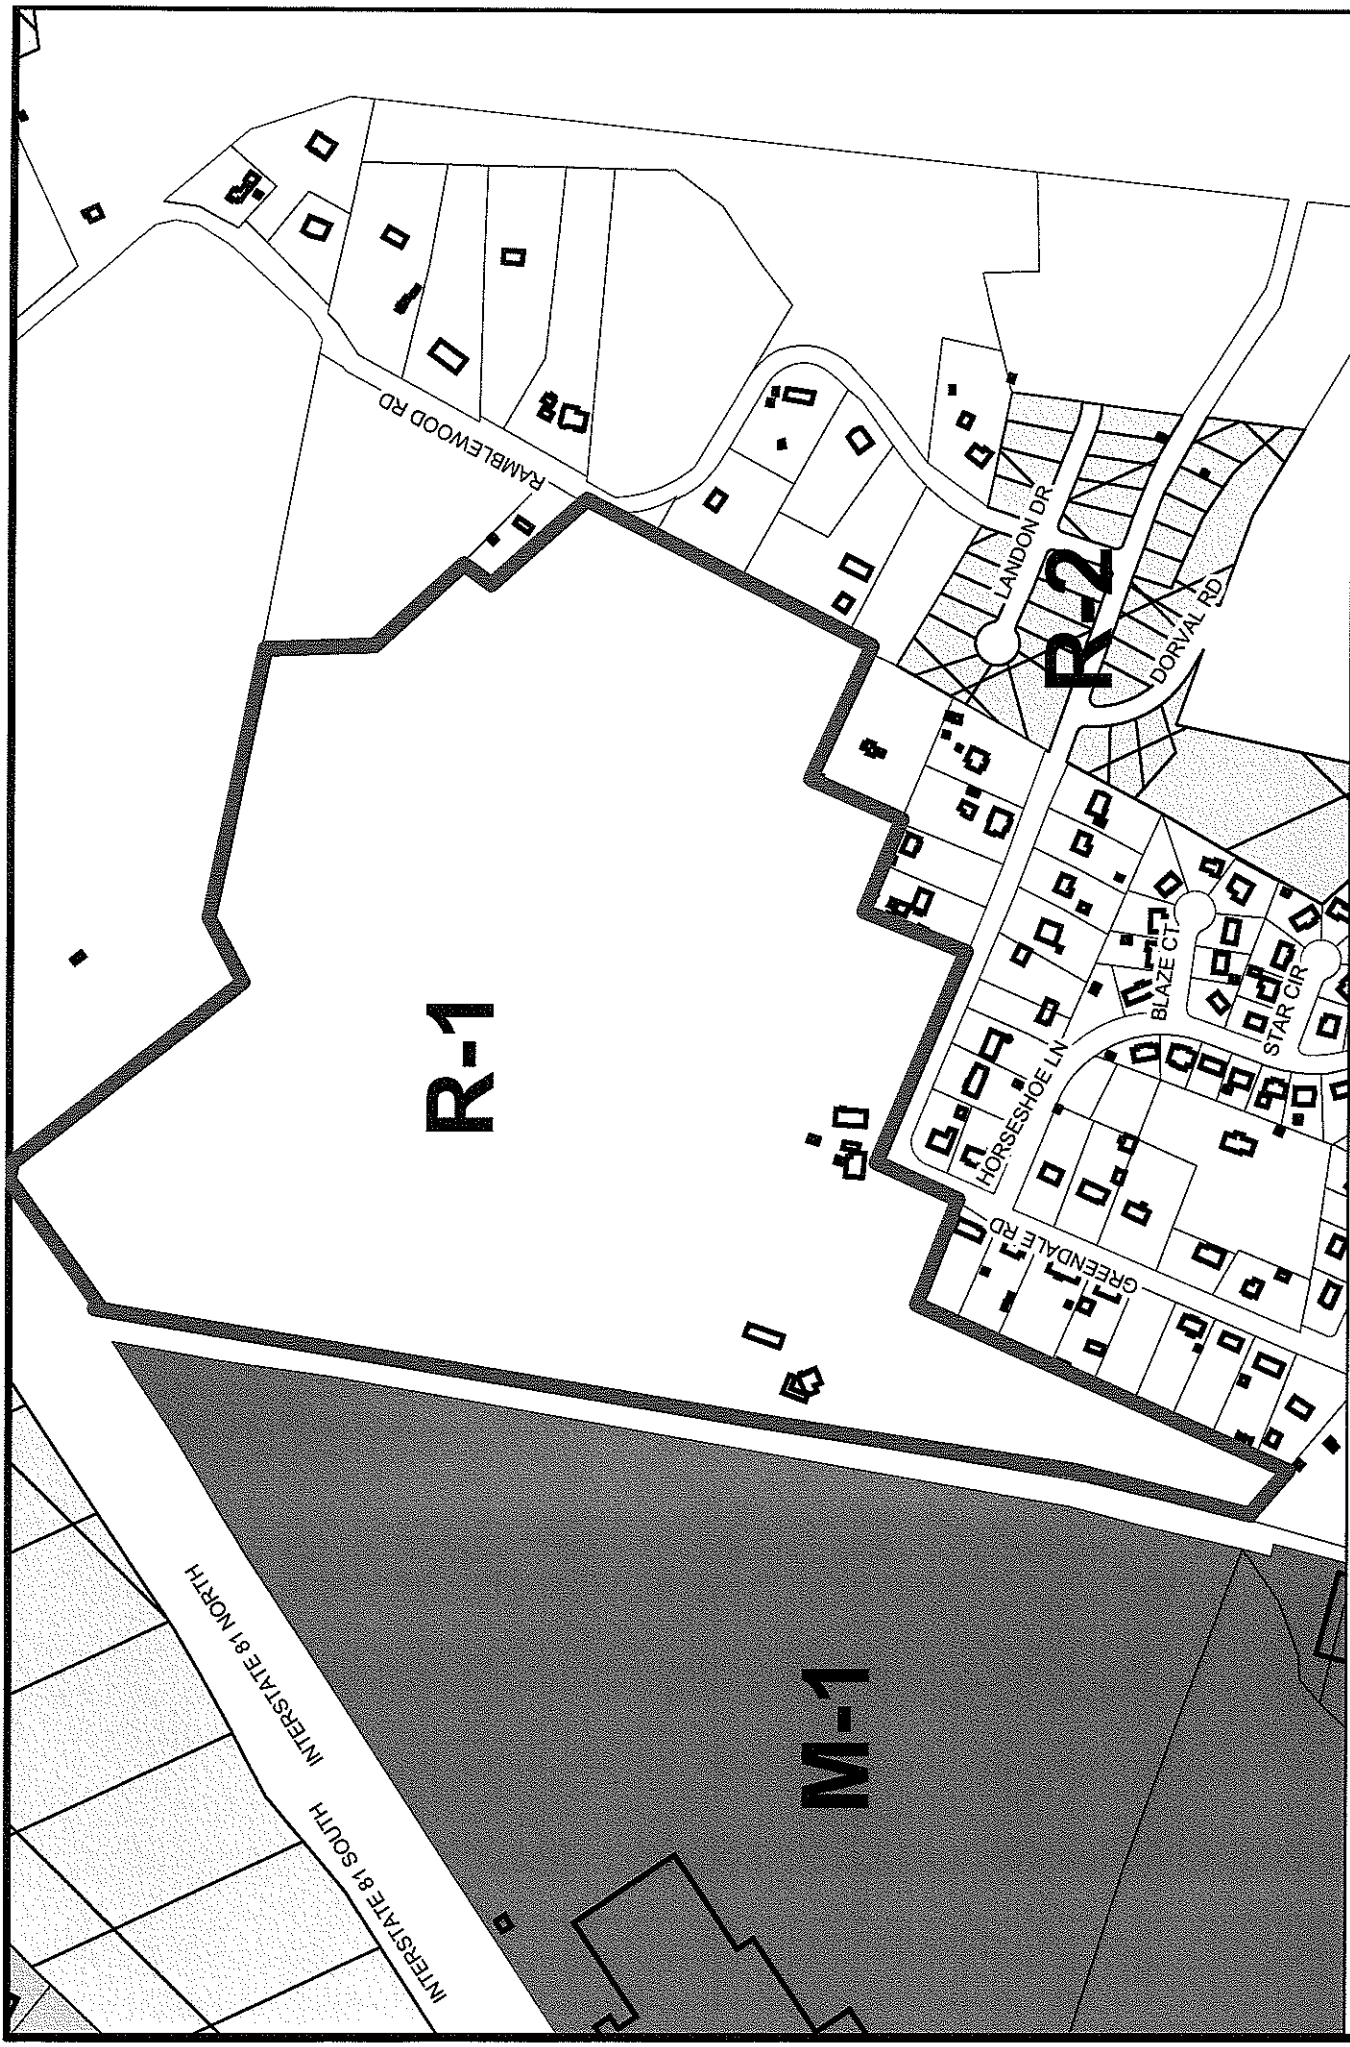 INTERSTATE 81 NORTH
INTERSTATE 81 SOUTH
R-1
M-1
RAMBLEWOOD RD
LANDON DR
R-2
DORVAL RD
HORSESHOE LN
BLAZE CT
STAR CIR
GREENDALE RD